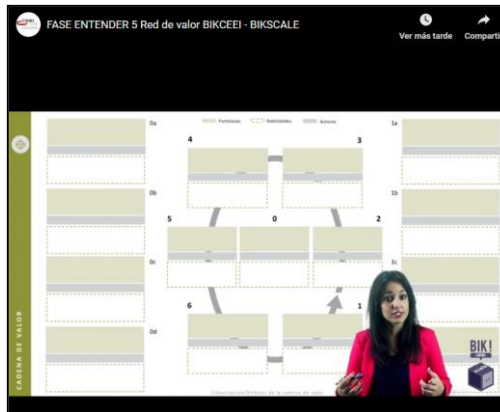 FASE ENTENDER 5 Red de valor BIKCEEI - BIKSCALE
Ver más tarde
Comparti
Fortalezas
Debilidades
Actores
0a
1a
4
3
0b
1b
5
0
2
0c
1c
6
1
0d
CADENA DE VALOR
BIK!